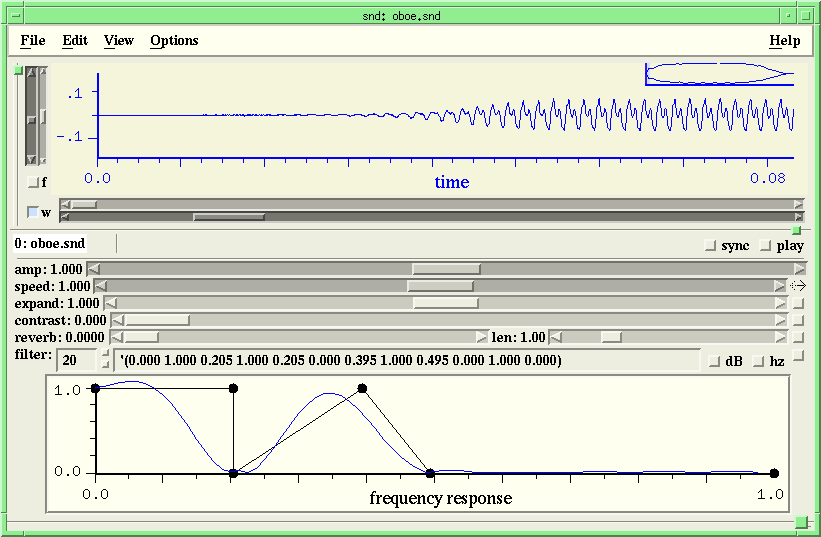 snd: oboe.snd
File Edit View Options Help
.1
-.1
0.0 time 0.08
f
w
0: oboe.snd sync play
amp: 1.000
speed: 1.000
expand: 1.000
contrast: 0.000
reverb: 0.0000 len: 1.00
filter: 20 '(0.000 1.000 0.205 1.000 0.205 0.000 0.395 1.000 0.495 0.000 1.000 0.000) dB hz
1.0
0.0
0.0 frequency response 1.0